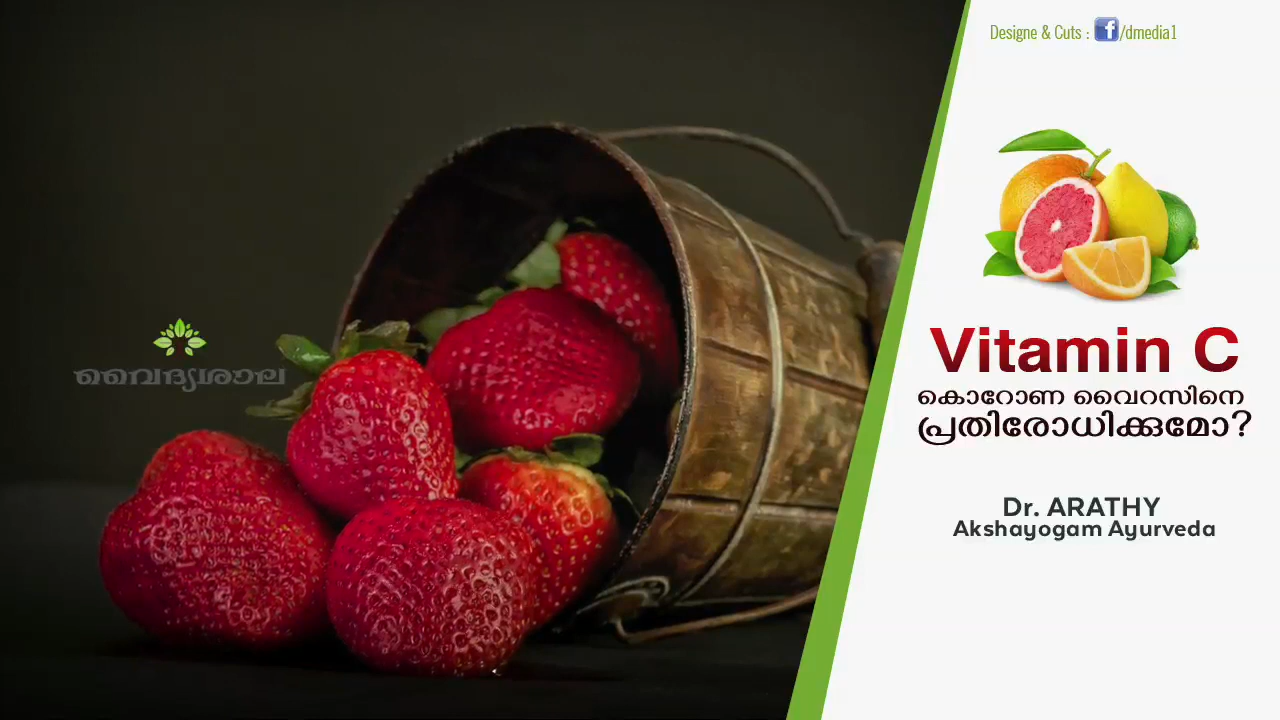 Designe & Cuts : f/dmedia1
വൈദ്യശാല
Vitamin C
കൊറോണ വൈറസിനെ
പ്രതിരോധിക്കുമോ?
Dr. ARATHY
Akshayogam Ayurveda